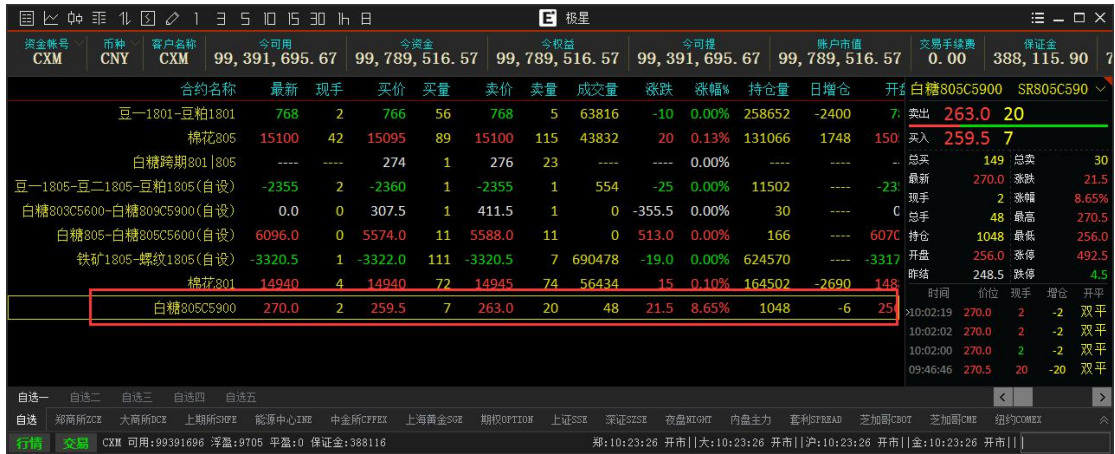 1 3 5 10 15 30 1h 日 E 极星
资金帐号 币种 客户名称 今可用 今资金 今权益 今可提 账户市值 交易手续费 保证金
CXM CNY CXM 99,391,695.67 99,789,516.57 99,789,516.57 99,391,695.67 99,789,516.57 0.00 388,115.90 7
合约名称 最新 现手 买价 买量 卖价 卖量 成交量 涨跌 涨幅% 持仓量 日增仓
豆一1801-豆粕1801 768 2 766 56 768 5 63816 -10 0.00% 258652 -2400
棉花805 15100 42 15095 89 15100 115 43832 20 0.13% 131066 1748 150
白糖跨期801|805 ---- ---- 274 1 276 23 ---- ---- 0.00% ---- ----
豆一1805-豆二1805-豆粕1805(自设) -2355 2 -2360 1 -2355 1 554 -25 0.00% 11502 ----
白糖803C5600-白糖809C5900(自设) 0.0 0 307.5 1 411.5 1 0 -355.5 0.00% 30 ----
白糖805-白糖805C5600(自设) 6096.0 0 5574.0 11 5588.0 11 0 513.0 0.00% 166 ---- 607
铁矿1805-螺纹1805(自设) -3320.5 1 -3322.0 111 -3320.5 7 690478 -19.0 0.00% 624570 ---- -3317
棉花801 14940 4 14940 72 14945 74 56434 15 0.10% 164502 -2690 148
白糖805C5900 270.0 2 259.5 7 263.0 20 48 21.5 8.65% 1048 -6
白糖805C5900 SR805C590
卖出 263.0 20
买入 259.5 7
总买 149 总卖 30
最新 270.0 涨跌 21.5
现手 2 涨幅 8.65%
总手 48 最高 270.5
持仓 1048 最低 256.0
开盘 256.0 涨停 492.5
昨结 248.5 跌停 4.5
时间 价位 现手 增仓 开平
10:02:19 270.0 2 -2 双平
10:02:02 270.0 2 -2 双平
10:02:00 270.0 2 -2 双平
09:46:46 270.5 20 -20 双平
自选一 自选二 自选三 自选四 自选五
自选 郑商所ZCE 大商所DCE 上期所SHFE 能源中心INE 中金所CFFEX 上海黄金SGE 期权OPTION 上证SSE 深证SZSE 夜盘NIGHT 内盘主力 套利SPREAD 芝加哥CBOT 芝加哥CME 纽约COMEX
行情 交易 CXM 可用:99391696 浮盈:9705 平盈:0 保证金:388116 郑:10:23:26 开市||大:10:23:26 开市||沪:10:23:26 开市||金:10:23:26 开市||